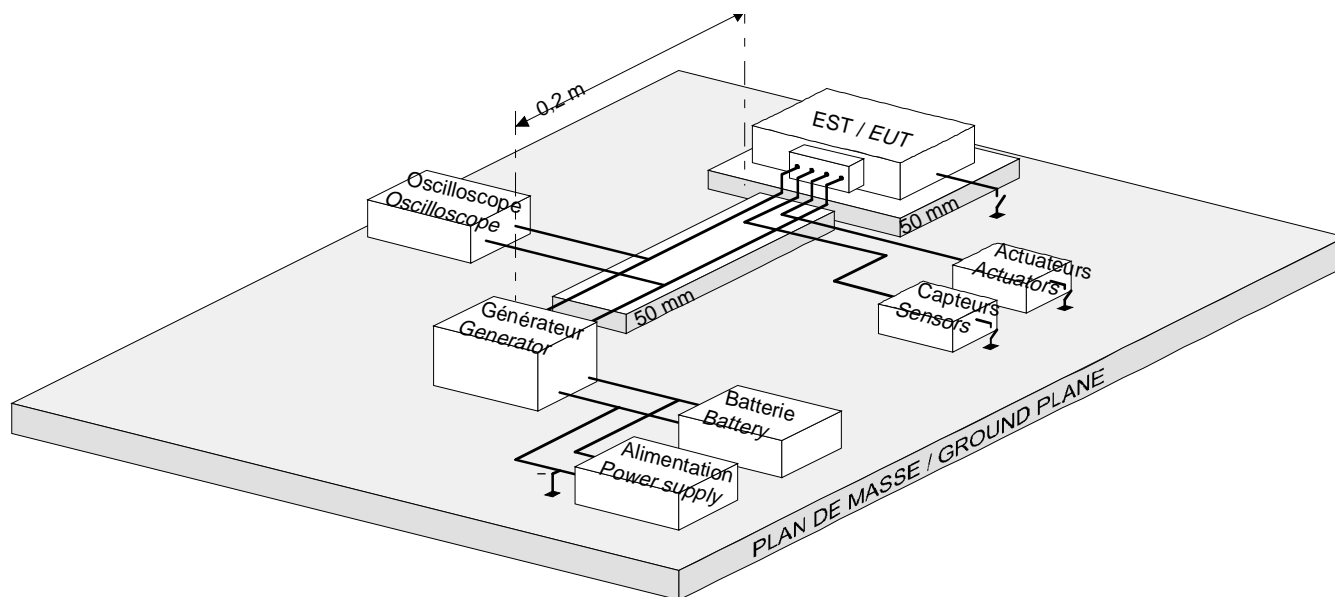 0,2 m
EST / EUT
Oscilloscope
Oscilloscope
50 mm
Actuateurs
Actuators
Capteurs
Sensors
50 mm
Générateur
Generator
Batterie
Battery
Alimentation
Power supply
PLAN DE MASSE / GROUND PLANE